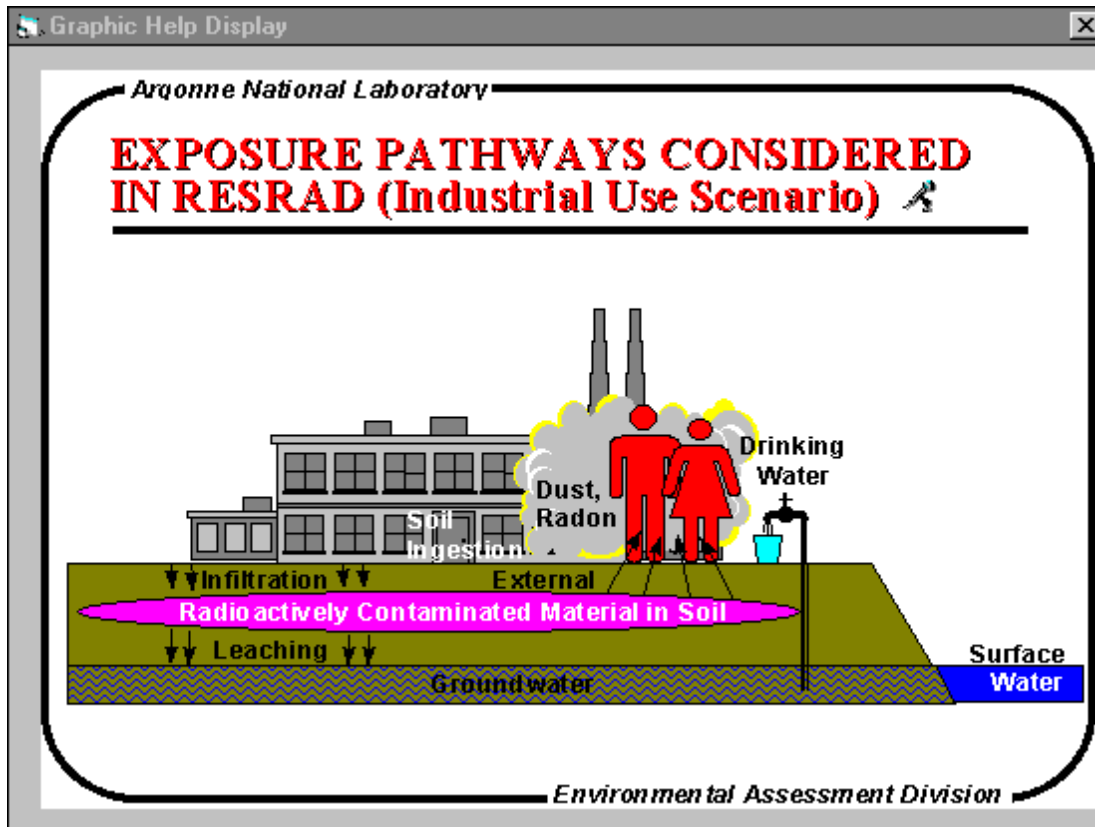 Graphic Help Display
Argonne National Laboratory
EXPOSURE PATHWAYS CONSIDERED
IN RESRAD (Industrial Use Scenario)
Drinking
Water
Dust,
Radon
Soil
Ingestion
Infiltration
External
Radioactively Contaminated Material in Soil
Leaching
Surface
Water
Groundwater
Environmental Assessment Division